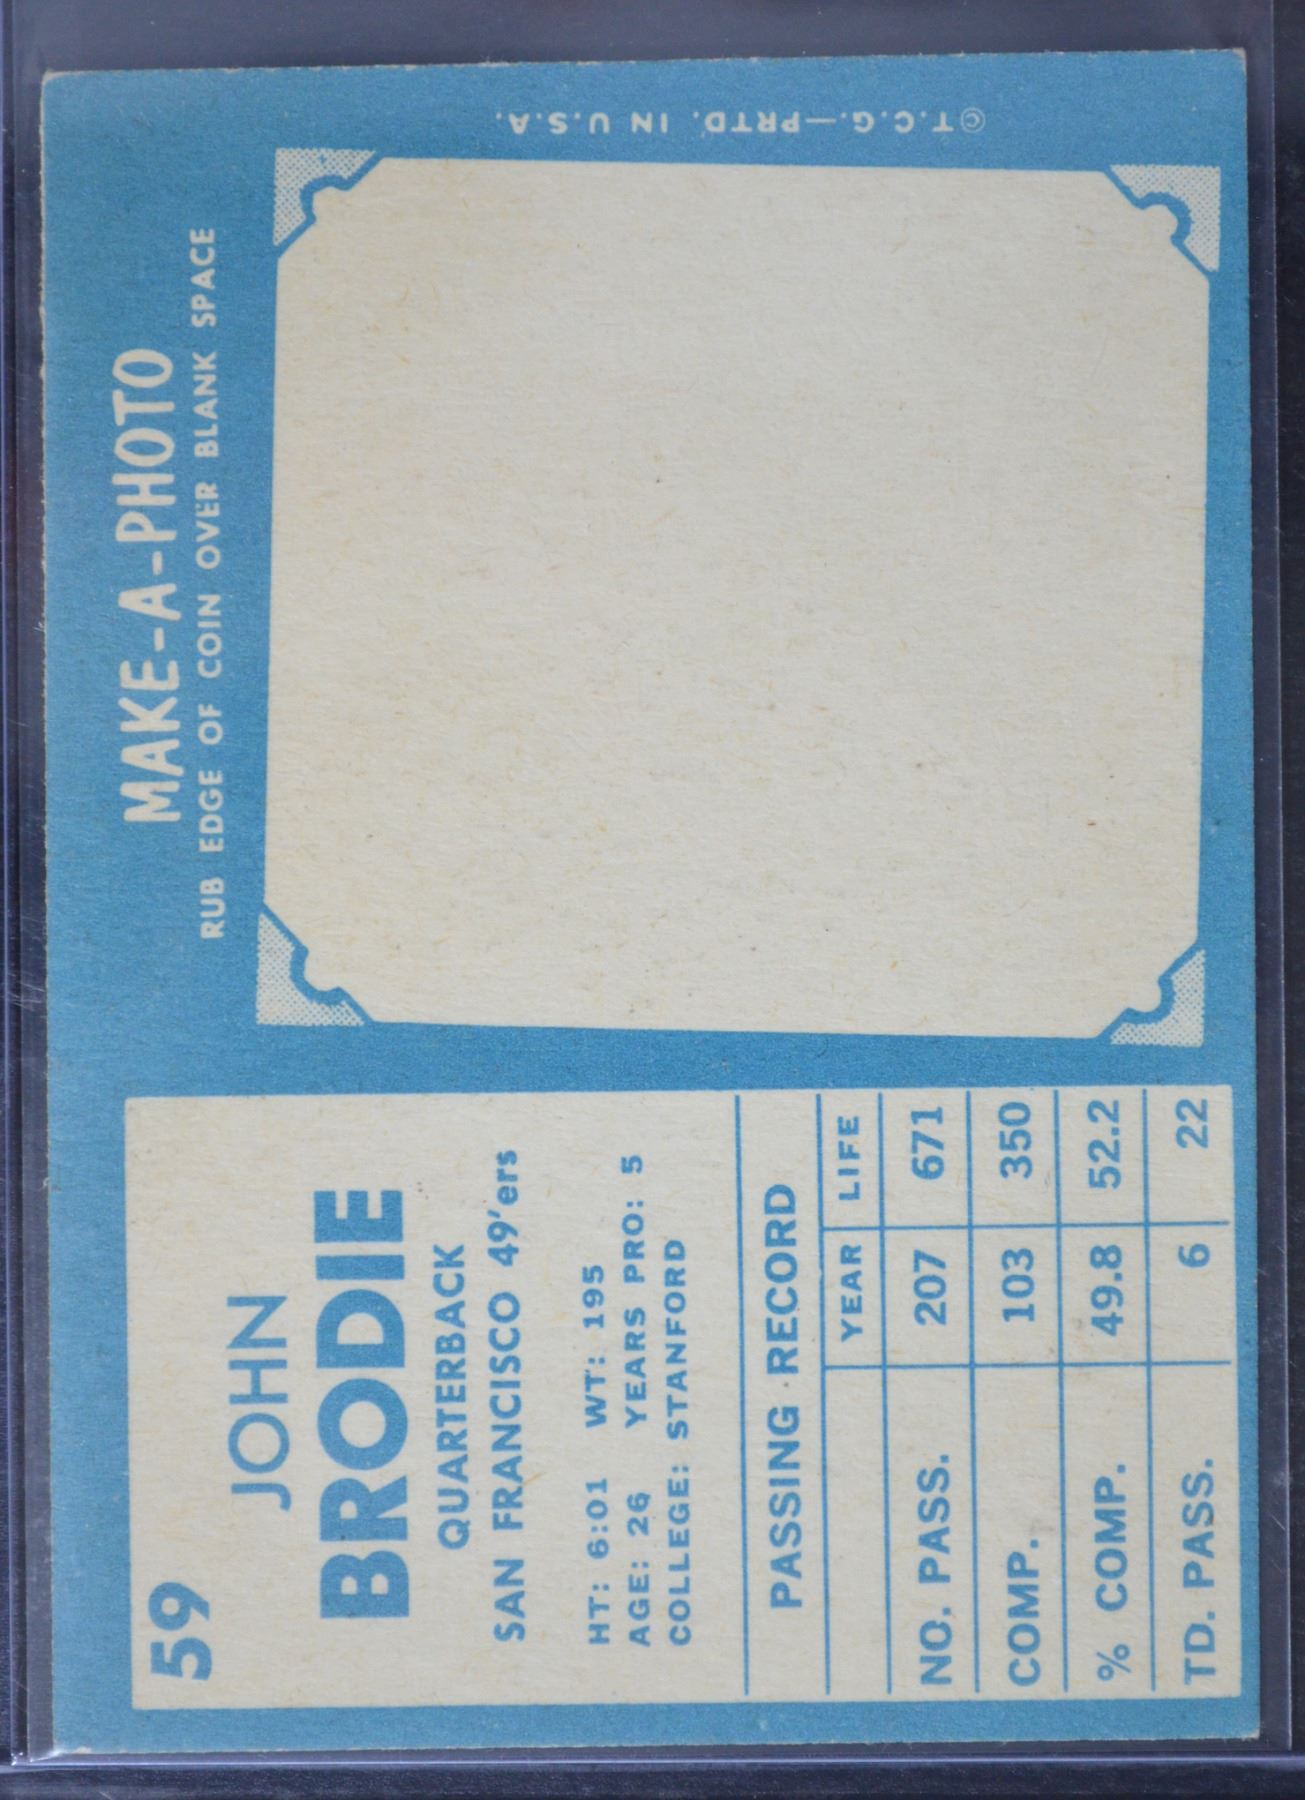 59
JOHN
BRODIE
QUARTERBACK
SAN FRANCISCO 49'ers
HT: 6:01 WT: 195
AGE: 26 YEARS PRO: 5
COLLEGE: STANFORD
PASSING RECORD
YEAR LIFE
NO. PASS. 207 671
COMP. 103 350
% COMP. 49.8 52.2
TD. PASS. 6 22
MAKE-A-PHOTO
RUB EDGE OF COIN OVER BLANK SPACE
©T.C.G.—PRTD. IN U.S.A.